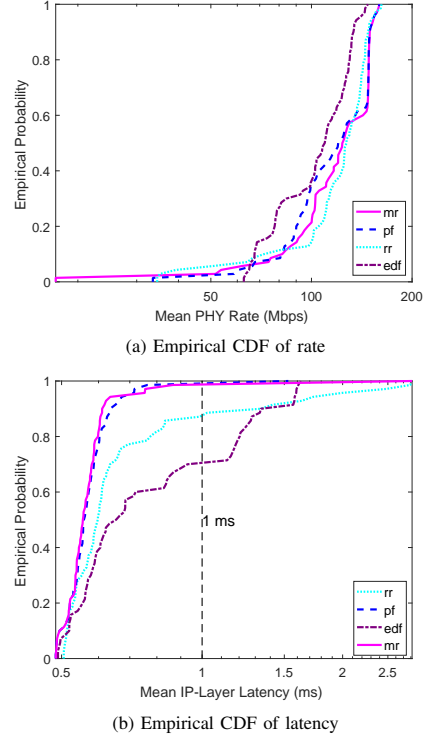 1
0.8
0.6
0.4
0.2
0
Empirical Probability
mr
pf
rr
edf
50
100
200
Mean PHY Rate (Mbps)
(a) Empirical CDF of rate
1
0.8
0.6
0.4
0.2
0
Empirical Probability
1 ms
rr
pf
edf
mr
0.5
1
1.5
2
2.5
Mean IP-Layer Latency (ms)
(b) Empirical CDF of latency